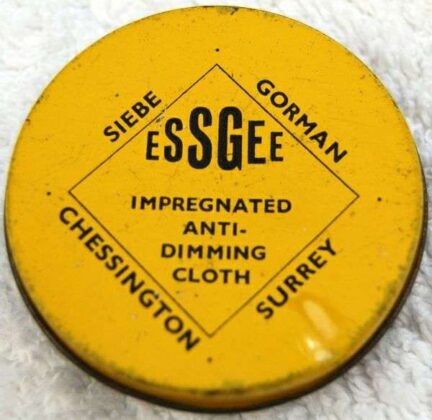 SIEBE GORMAN
ESSGEE
IMPREGNATED
ANTI-
DIMMING
CLOTH
CHESSINGTON SURREY